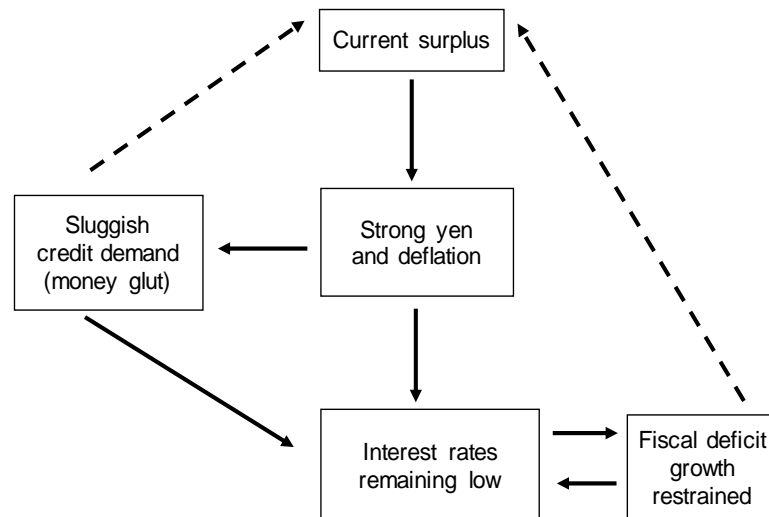 Current surplus
Sluggish
credit demand
(money glut)
Strong yen
and deflation
Interest rates
remaining low
Fiscal deficit
growth
restrained